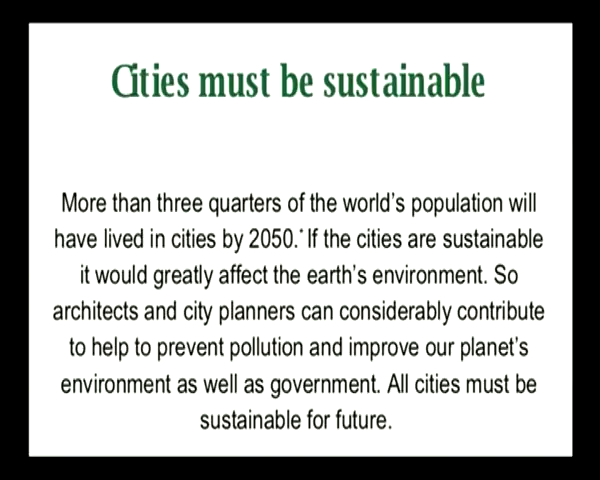 Cities must be sustainable
More than three quarters of the world's population will
have lived in cities by 2050.* If the cities are sustainable
it would greatly affect the earth's environment. So
architects and city planners can considerably contribute
to help to prevent pollution and improve our planet's
environment as well as government. All cities must be
sustainable for future.